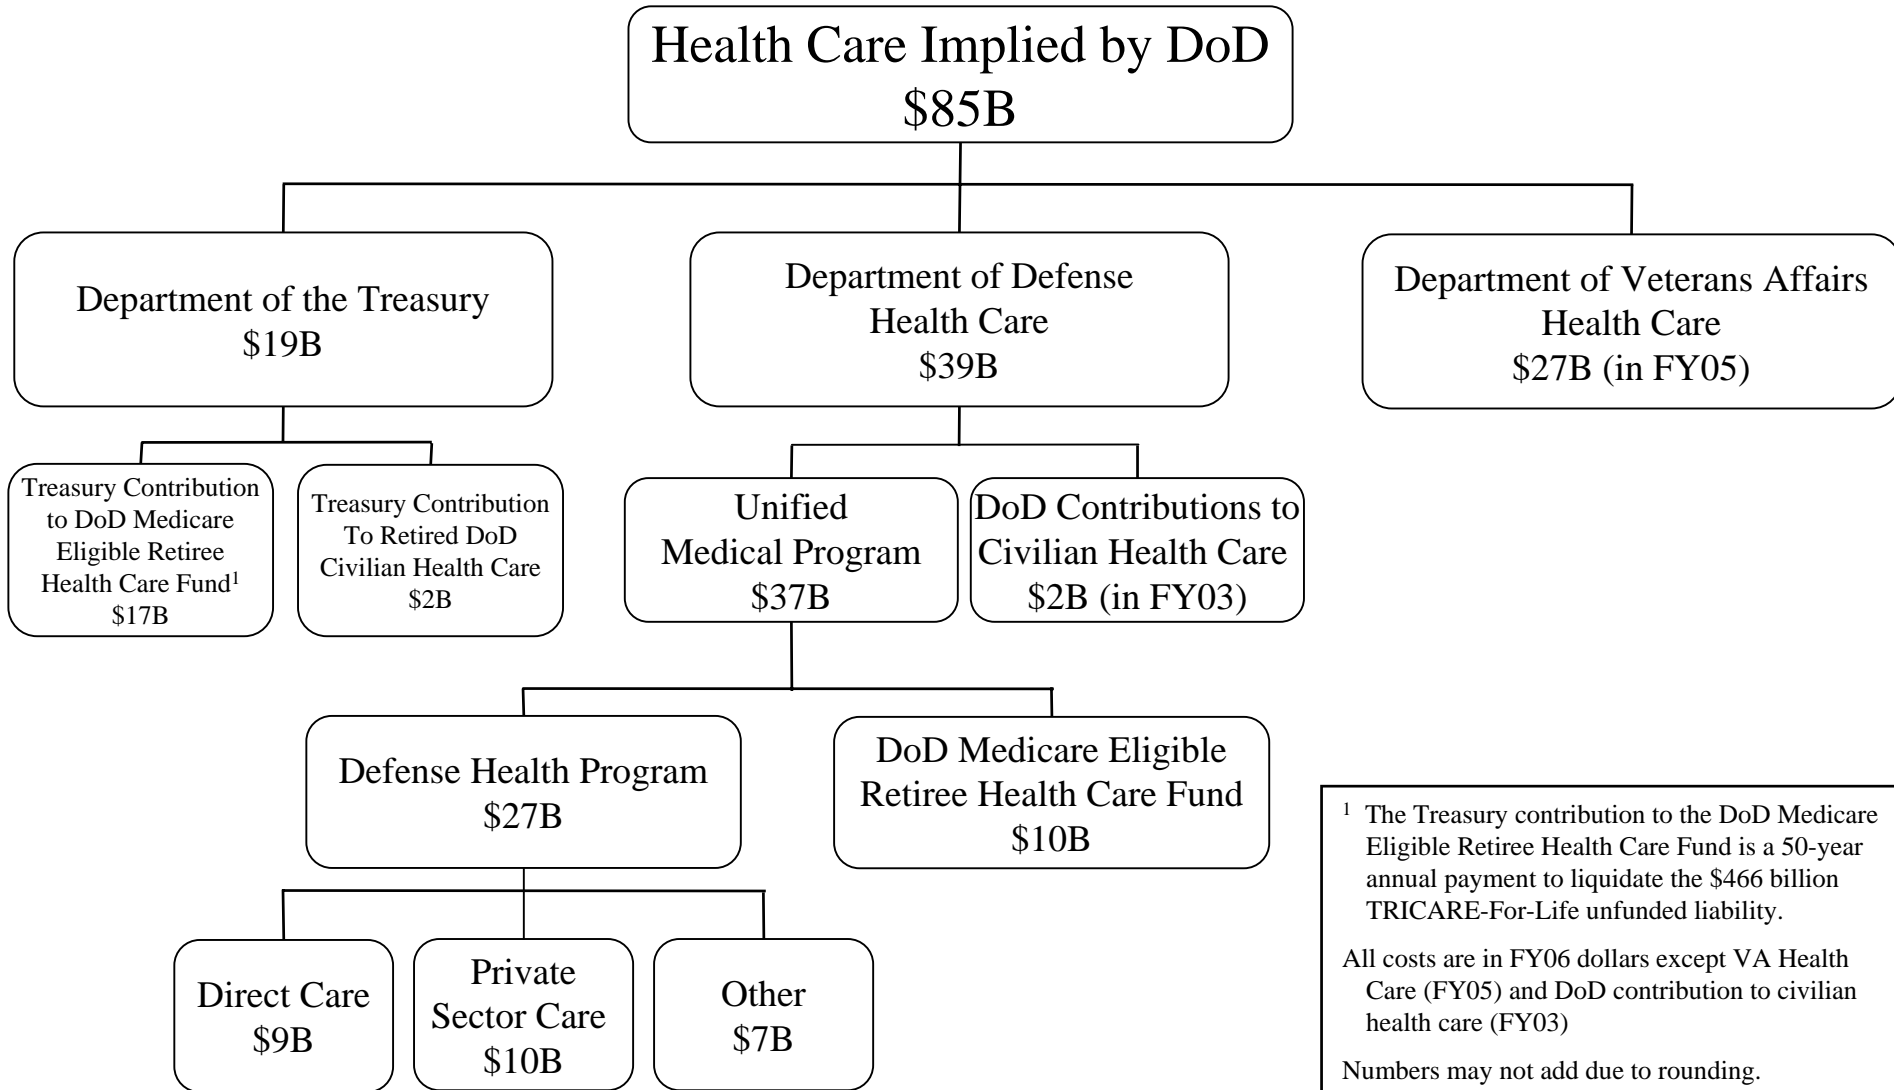 Health Care Implied by DoD
$85B
Department of the Treasury
$19B
Department of Defense
Health Care
$39B
Department of Veterans Affairs
Health Care
$27B (in FY05)
Treasury Contribution
to DoD Medicare
Eligible Retiree
Health Care Fund1
$17B
Treasury Contribution
To Retired DoD
Civilian Health Care
$2B
Unified
Medical Program
$37B
DoD Contributions to
Civilian Health Care
$2B (in FY03)
Defense Health Program
$27B
DoD Medicare Eligible
Retiree Health Care Fund
$10B
Direct Care
$9B
Private
Sector Care
$10B
Other
$7B
1 The Treasury contribution to the DoD Medicare
Eligible Retiree Health Care Fund is a 50-year
annual payment to liquidate the $466 billion
TRICARE-For-Life unfunded liability.
All costs are in FY06 dollars except VA Health
Care (FY05) and DoD contribution to civilian
health care (FY03)
Numbers may not add due to rounding.